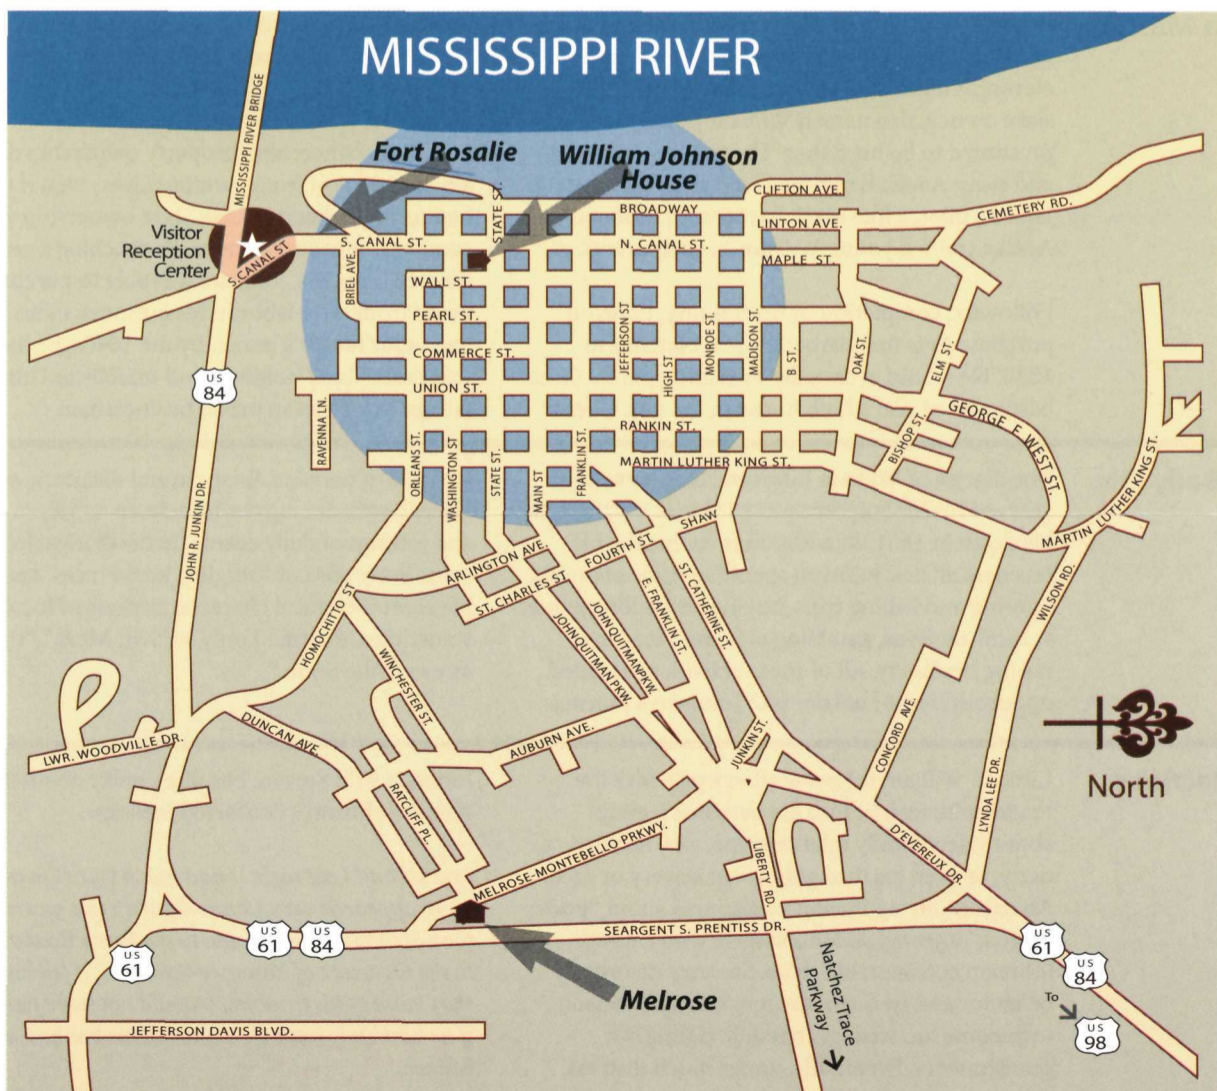 MISSISSIPPI RIVER
MISSISSIPPI RIVER BRIDGE
Fort Rosalie
William Johnson
House
Visitor
Reception
Center
S.CANAL ST
STATE ST.
CLIFTON AVE.
BROADWAY
LINTON AVE.
CEMETERY RD.
S. CANAL ST.
N. CANAL ST.
MAPLE ST.
BRIEL AVE.
WALL ST.
PEARL ST.
COMMERCE ST.
UNION ST.
JEFFERSON ST
HIGH ST
MONROE ST.
MADISON ST.
B ST.
OAK ST.
ELM ST.
US
84
RAVENNA LN.
RANKIN ST.
GEORGE F WEST ST.
BISHOP ST.
ORLEANS ST.
WASHINGTON ST
STATE ST.
MAIN ST
FRANKLIN ST.
MARTIN LUTHER KING ST.
MARTIN LUTHER KING ST.
JOHN R. JUNKIN DR.
ARLINGTON AVE.
FOURTH ST.
SHAW
ST. CHARLES ST.
ST. CATHERINE ST.
E. FRANKLIN ST.
JOHNQUITMANPKWY.
JOHNQUITMAN PKW.
WILSON RD.
HOMOCHITTO ST.
WINCHESTER ST.
LWR. WOODVILLE DR.
DUNCAN AVE
AUBURN AVE.
JUNKIN ST.
CONCORD AVE.
LYNDA LEE DR.
North
RATCLIFF PL.
MELROSE-MONTEBELLO PRKWY.
LIBERTY RD.
D'EVEREUX DR.
SEARGENT S. PRENTISS DR.
US
61
US
61
US
84
US
61
US
84
To
US
98
Melrose
Natchez Trace
Parkway
JEFFERSON DAVIS BLVD.